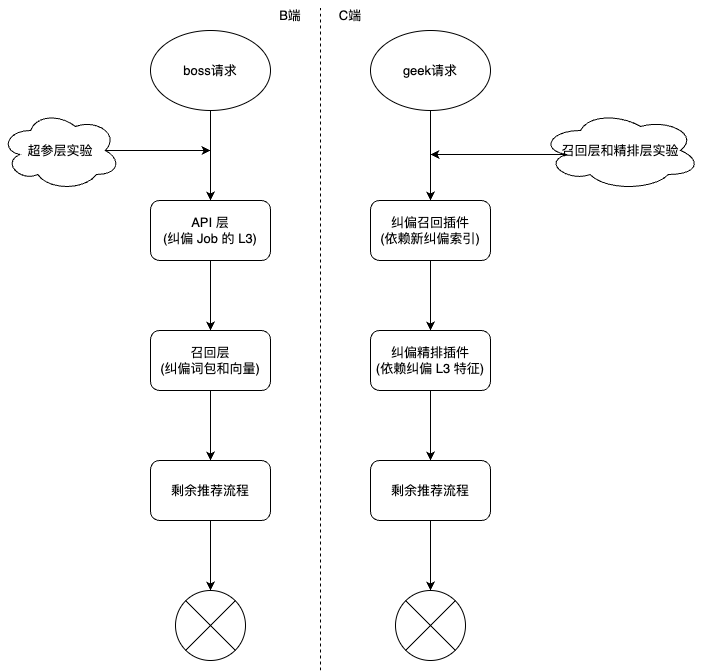 B端
C端
boss请求
geek请求
超参层实验
召回层和精排层实验
API 层
(纠偏 Job 的 L3)
纠偏召回插件
(依赖新纠偏索引)
召回层
(纠偏词包和向量)
纠偏精排插件
(依赖纠偏 L3 特征)
剩余推荐流程
剩余推荐流程